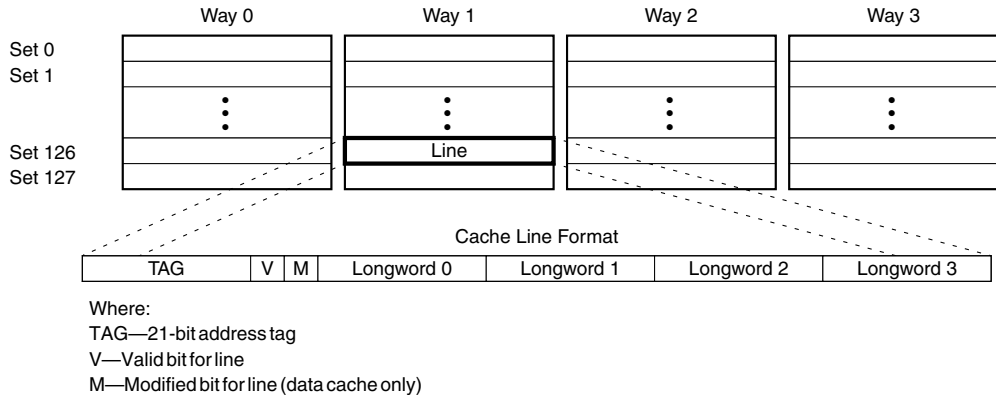 Way 0 Way 1 Way 2 Way 3
Set 0
Set 1
Set 126 Line
Set 127
Cache Line Format
TAG V M Longword 0 Longword 1 Longword 2 Longword 3
Where:
TAG—21-bit address tag
V—Valid bit for line
M—Modified bit for line (data cache only)